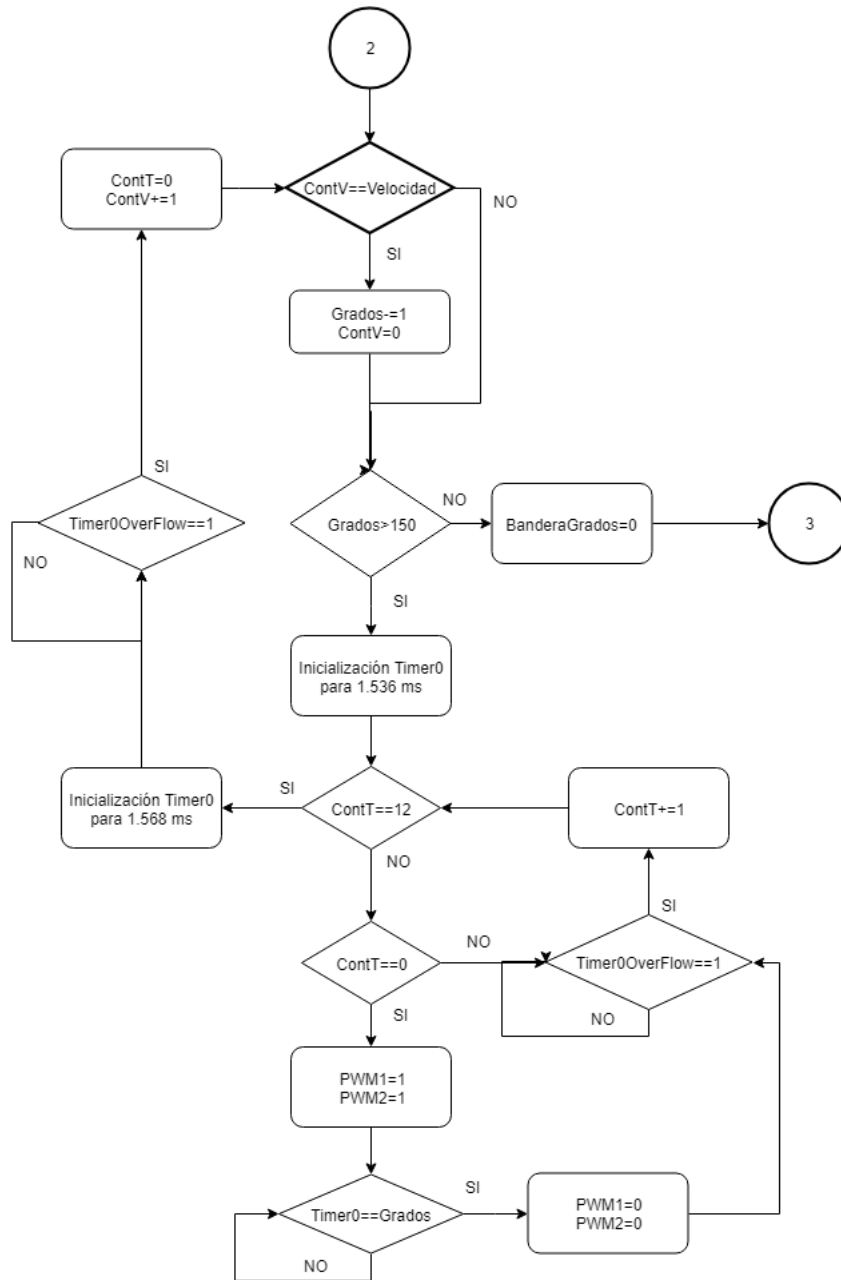 2
ContT=0
ContV+=1
ContV==Velocidad
NO
SI
Grados-=1
ContV=0
SI
Timer0OverFlow==1
NO
Grados>150
NO
BanderaGrados=0
3
SI
Inicialización Timer0
para 1.536 ms
Inicialización Timer0
para 1.568 ms
SI
ContT==12
ContT+=1
NO
SI
ContT==0
NO
Timer0OverFlow==1
NO
SI
PWM1=1
PWM2=1
Timer0==Grados
SI
PWM1=0
PWM2=0
NO